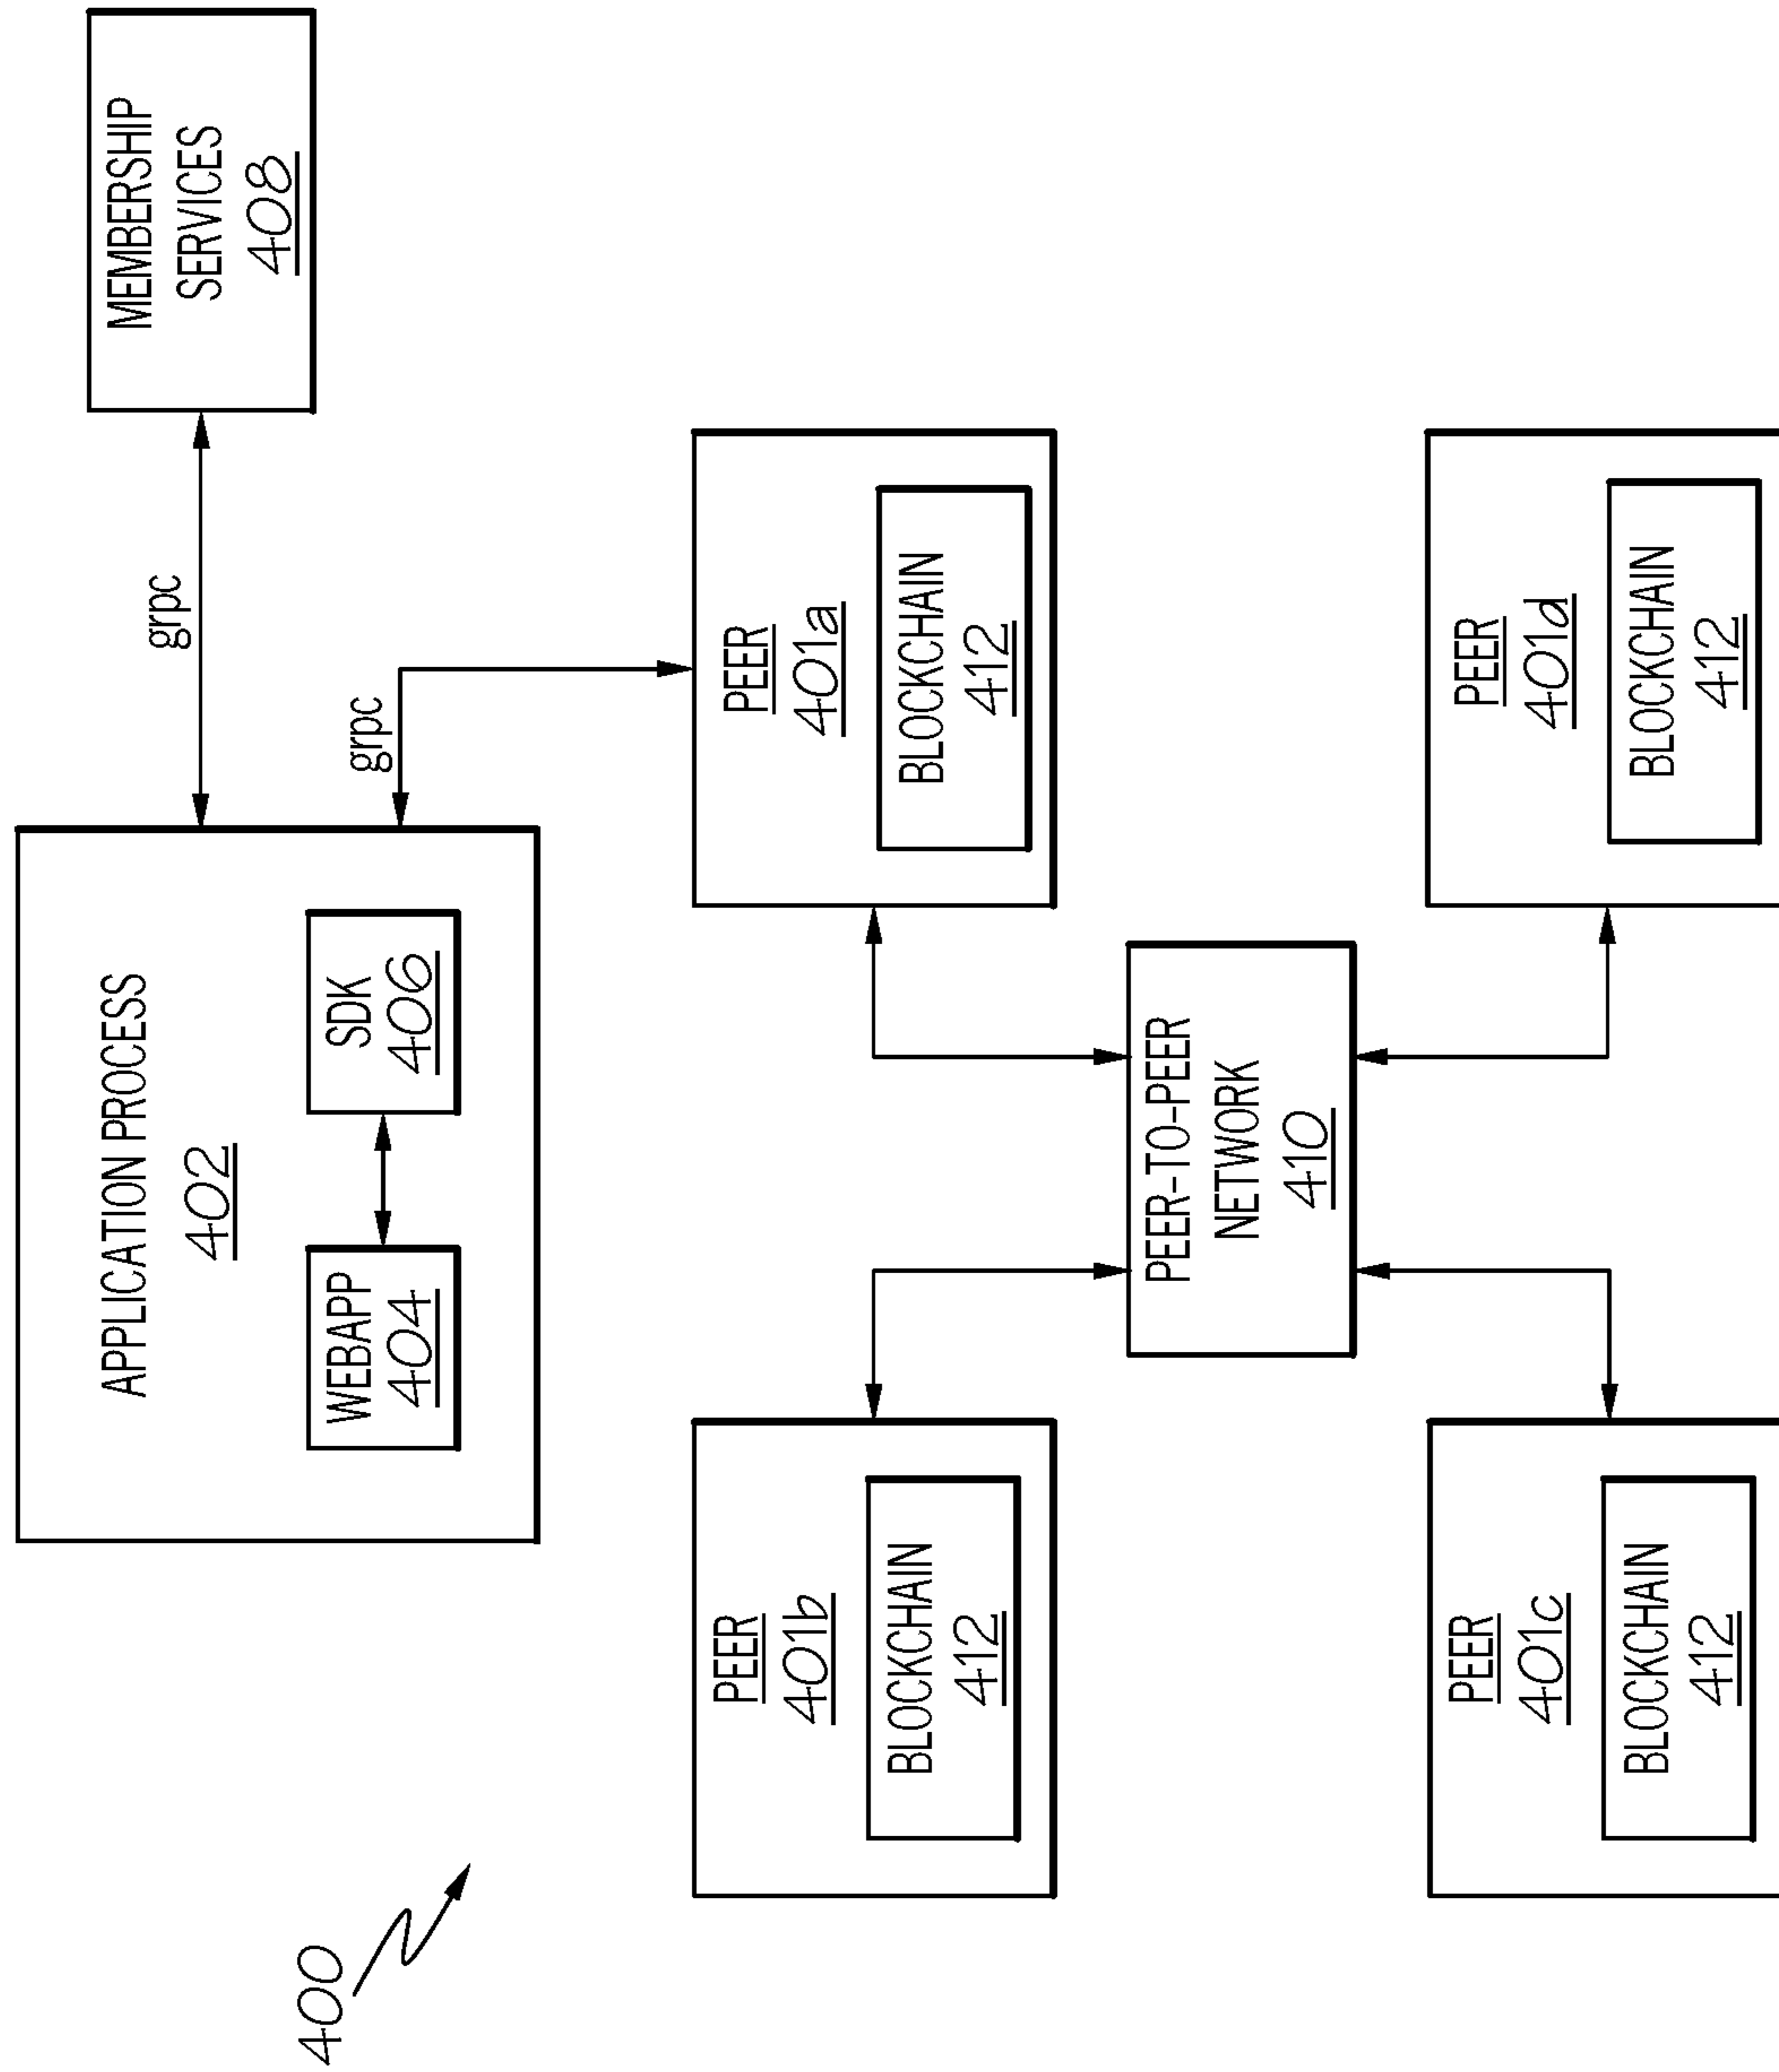 400
APPLICATION PROCESS
402
WEBAPP
404
SDK
406
grpc
MEMBERSHIP
SERVICES
408
grpc
PEER
401b
BLOCKCHAIN
412
PEER
401a
BLOCKCHAIN
412
PEER-TO-PEER
NETWORK
410
PEER
401c
BLOCKCHAIN
412
PEER
401d
BLOCKCHAIN
412